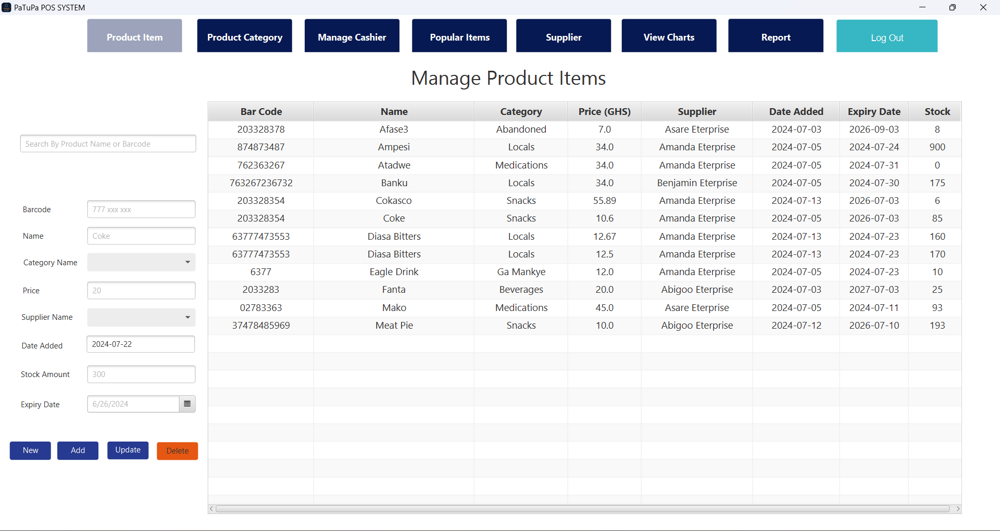 PaTuPa POS SYSTEM
Product Item Product Category Manage Cashier Popular Items Supplier View Charts Report Log Out
Manage Product Items
Search By Product Name or Barcode
Barcode 777 xxx xxx
Name Coke
Category Name
Price 20
Supplier Name
Date Added 2024-07-22
Stock Amount 300
Expiry Date 6/26/2024
New Add Update Delete
Bar Code Name Category Price (GHS) Supplier Date Added Expiry Date Stock
203328378 Afase3 Abandoned 7.0 Asare Eterprise 2024-07-03 2026-09-03 8
874873487 Ampesi Locals 34.0 Amanda Eterprise 2024-07-05 2024-07-24 900
762363267 Atadwe Medications 34.0 Amanda Eterprise 2024-07-05 2024-07-31 0
763267236732 Banku Locals 34.0 Benjamin Eterprise 2024-07-05 2024-07-30 175
203328354 Cokasco Snacks 55.89 Amanda Eterprise 2024-07-13 2026-07-03 6
203328354 Coke Snacks 10.6 Amanda Eterprise 2024-07-05 2026-07-03 85
63777473553 Diasa Bitters Locals 12.67 Amanda Eterprise 2024-07-13 2024-07-23 160
63777473553 Diasa Bitters Locals 12.5 Amanda Eterprise 2024-07-13 2024-07-23 170
6377 Eagle Drink Ga Mankye 12.0 Amanda Eterprise 2024-07-05 2024-07-23 10
2033283 Fanta Beverages 20.0 Abigoo Eterprise 2024-07-03 2027-07-03 25
02783363 Mako Medications 45.0 Asare Eterprise 2024-07-05 2024-07-11 93
37478485969 Meat Pie Snacks 10.0 Abigoo Eterprise 2024-07-12 2026-07-10 193